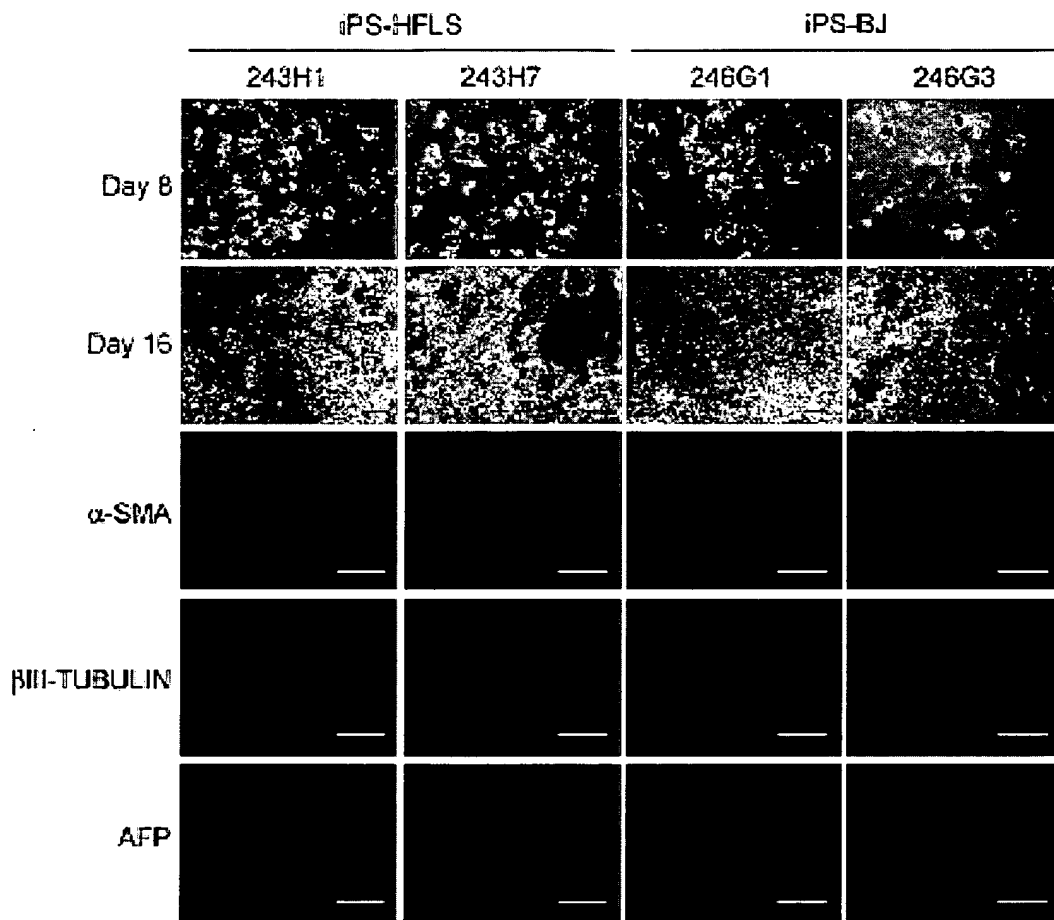 iPS-HFLS iPS-BJ
243H1 243H7 246G1 246G3
Day 8
Day 16
α-SMA
βIII-TUBULIN
AFP